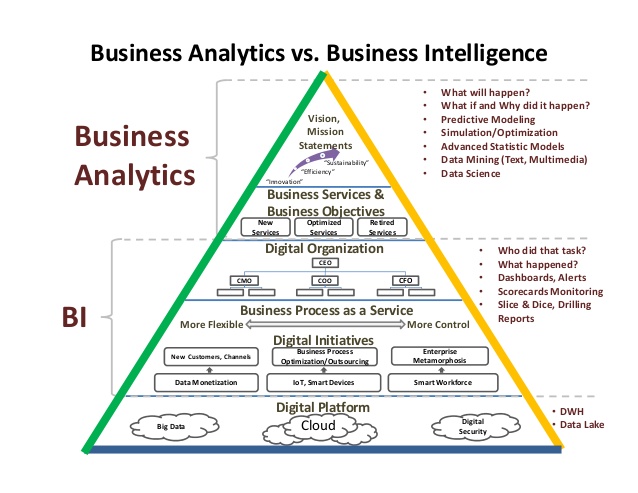 Business Analytics vs. Business Intelligence
Business
Analytics
BI
Vision,
Mission
Statements
"Sustainability"
"Efficiency"
"Innovation"
Business Services &
Business Objectives
New
Services
Optimized
Services
Retired
Services
Digital Organization
CEO
CMO
COO
CFO
Business Process as a Service
More Flexible
More Control
Digital Initiatives
New Customers, Channels
Business Process
Optimization/Outsourcing
Enterprise
Metamorphosis
Data Monetization
IoT, Smart Devices
Smart Workforce
Digital Platform
Big Data
Cloud
Digital
Security
• What will happen?
• What if and Why did it happen?
• Predictive Modeling
• Simulation/Optimization
• Advanced Statistic Models
• Data Mining (Text, Multimedia)
• Data Science
• Who did that task?
• What happened?
• Dashboards, Alerts
• Scorecards Monitoring
• Slice & Dice, Drilling
Reports
• DWH
• Data Lake